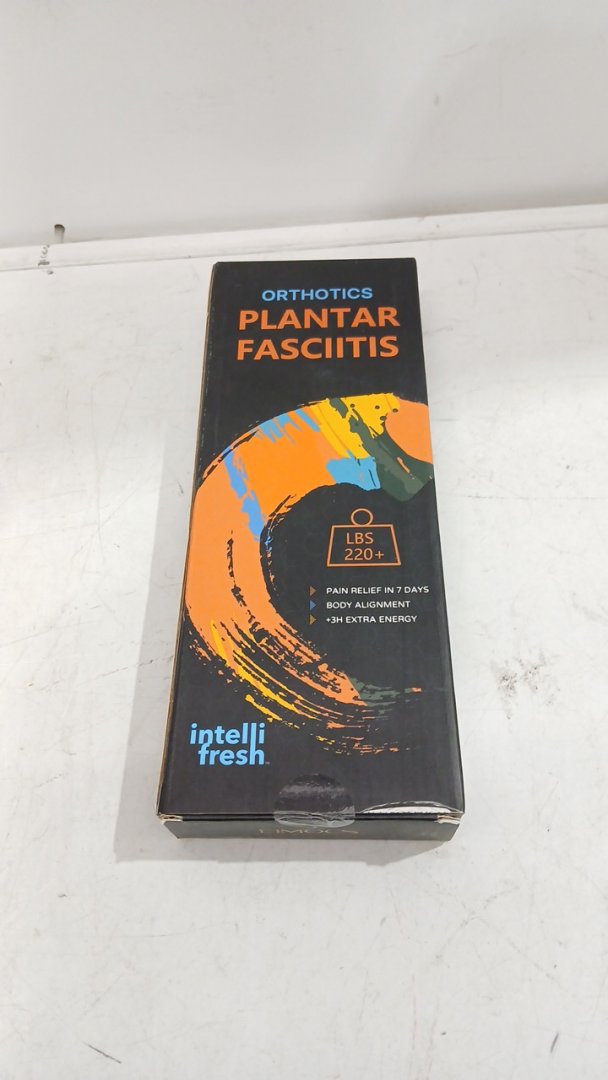 ORTHOTICS
PLANTAR
FASCIITIS
LBS
220+
PAIN RELIEF IN 7 DAYS
BODY ALIGNMENT
+3H EXTRA ENERGY
intelli
fresh